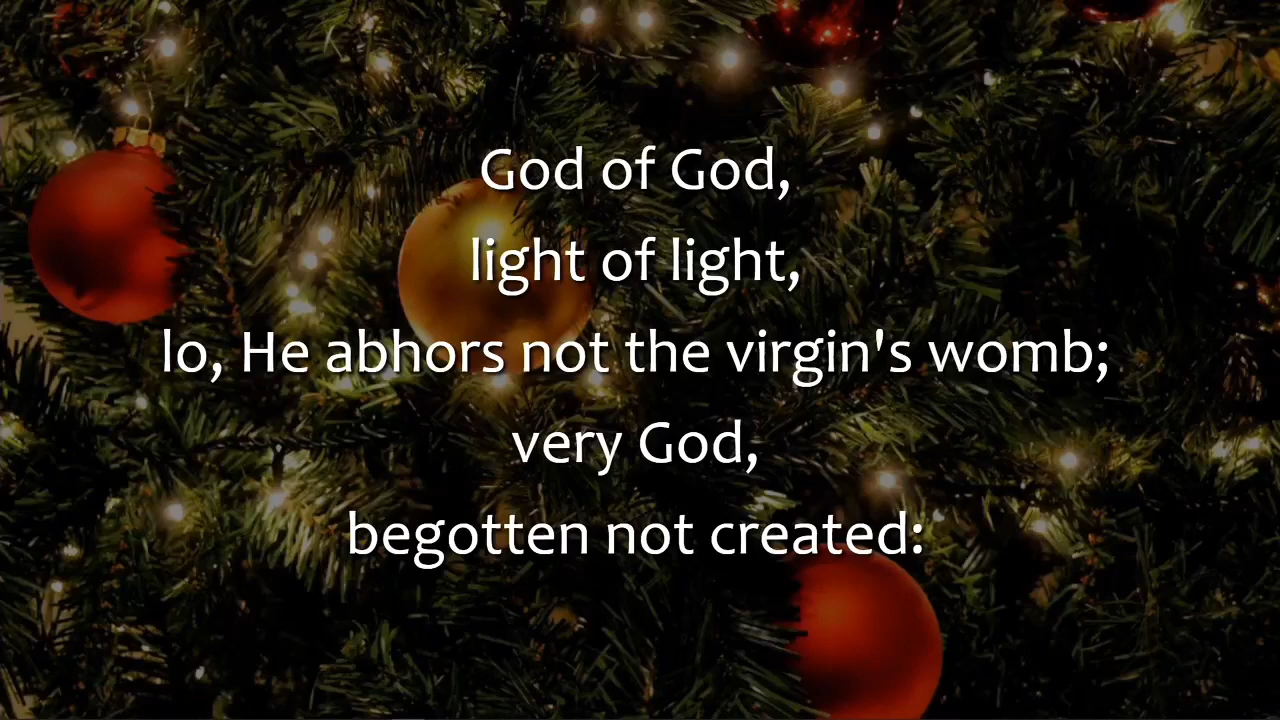 God of God,
light of light,
lo, He abhors not the virgin's womb;
very God,
begotten not created: